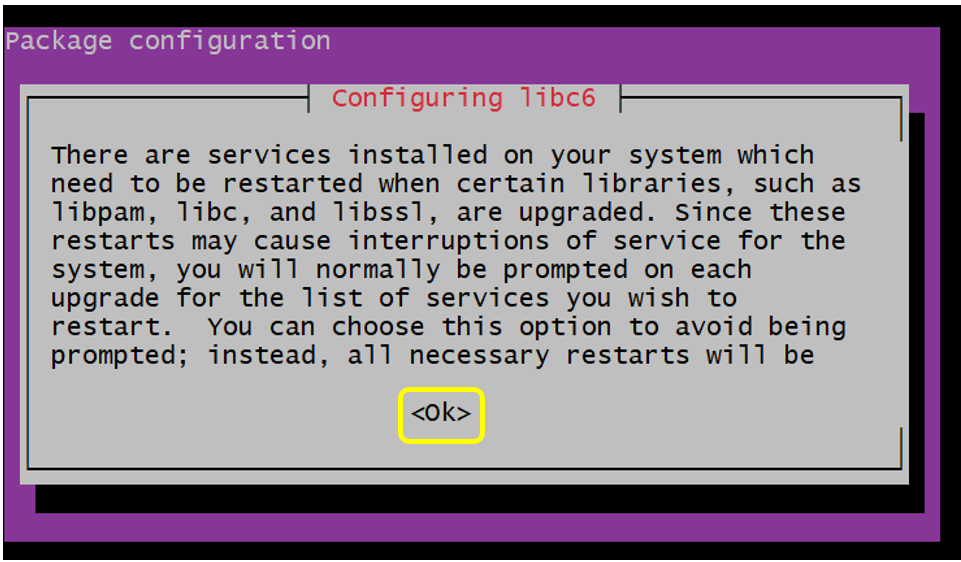 Package configuration
Configuring libc6
There are services installed on your system which
need to be restarted when certain libraries, such as
libpam, libc, and libssl, are upgraded. Since these
restarts may cause interruptions of service for the
system, you will normally be prompted on each
upgrade for the list of services you wish to
restart.  You can choose this option to avoid being
prompted; instead, all necessary restarts will be
<Ok>